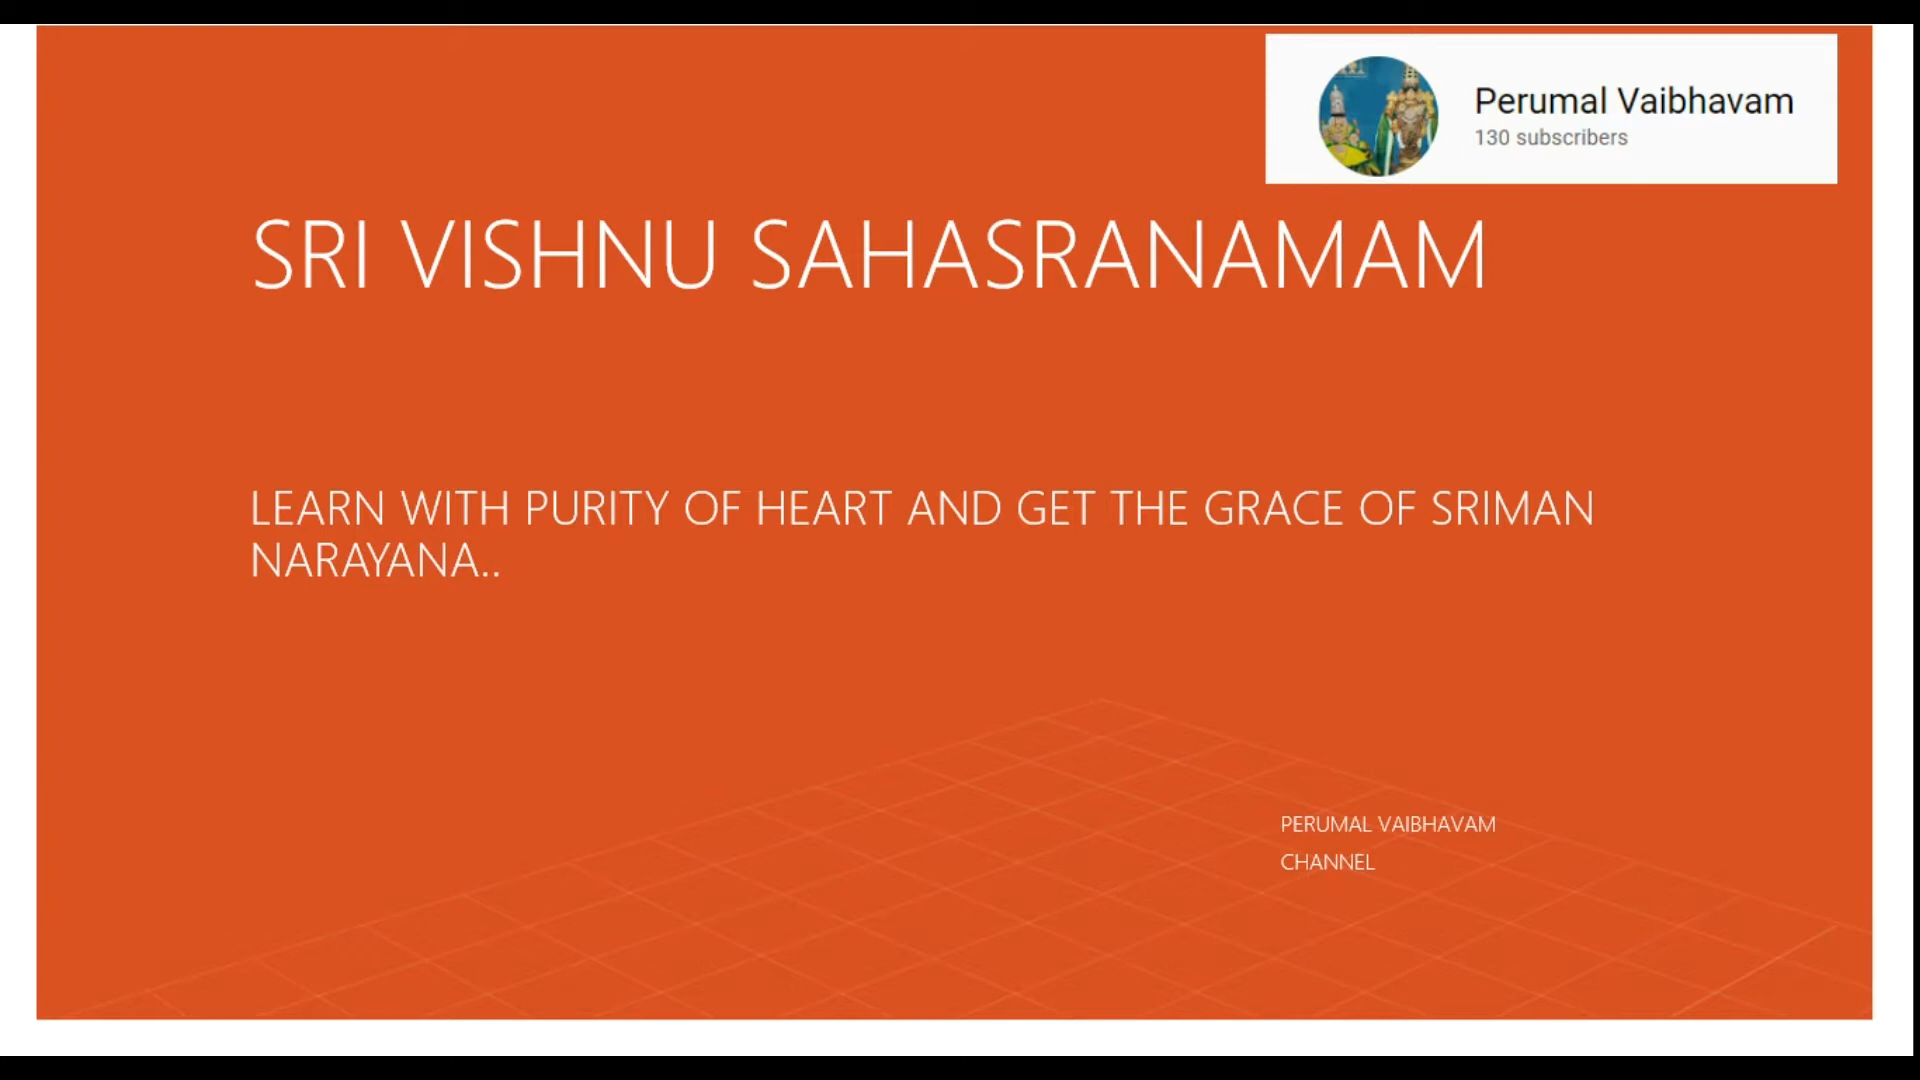 Perumal Vaibhavam
130 subscribers
SRI VISHNU SAHASRANAMAM
LEARN WITH PURITY OF HEART AND GET THE GRACE OF SRIMAN
NARAYANA..
PERUMAL VAIBHAVAM
CHANNEL